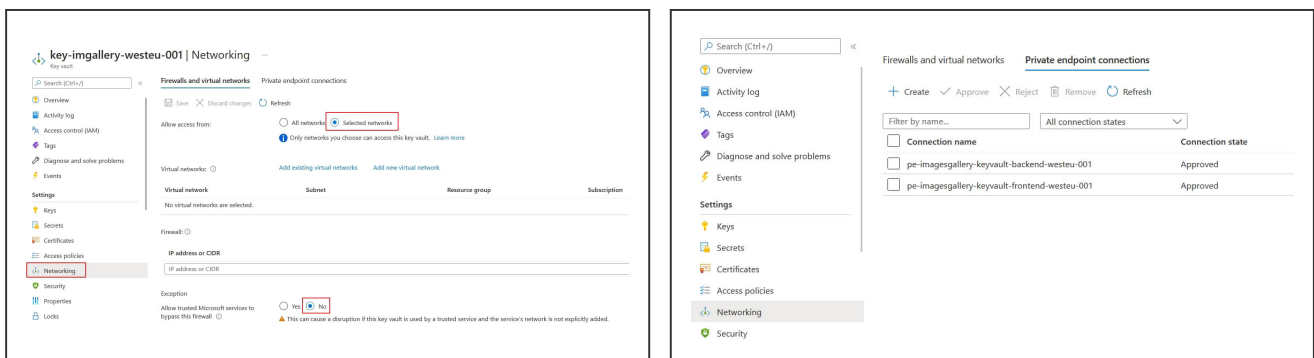 key-imgallery-westeu-001 | Networking ...
Key vault
Search (Ctrl+/) «
Overview
Activity log
Access control (IAM)
Tags
Diagnose and solve problems
Events
Settings
Keys
Secrets
Certificates
Access policies
Networking
Security
Properties
Locks
Firewalls and virtual networks Private endpoint connections
Save Discard changes Refresh
Allow access from: All networks Selected networks
Only networks you choose can access this key vault. Learn more
Virtual networks: Add existing virtual networks Add new virtual network
Virtual network Subnet Resource group Subscription
No virtual networks are selected.
Firewall:
IP address or CIDR
IP address or CIDR
Exception
Allow trusted Microsoft services to
bypass this firewall
Yes No
This can cause a disruption if this key vault is used by a trusted service and the service's network is not explicitly added.
Search (Ctrl+/) «
Overview
Activity log
Access control (IAM)
Tags
Diagnose and solve problems
Events
Settings
Keys
Secrets
Certificates
Access policies
Networking
Security
Firewalls and virtual networks Private endpoint connections
Create Approve Reject Remove Refresh
Filter by name... All connection states
Connection name Connection state
pe-imagesgallery-keyvault-backend-westeu-001 Approved
pe-imagesgallery-keyvault-frontend-westeu-001 Approved